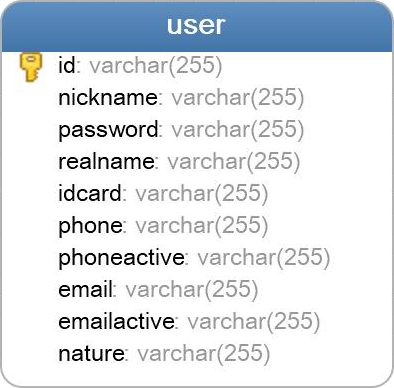 user
id: varchar(255)
nickname: varchar(255)
password: varchar(255)
realname: varchar(255)
idcard: varchar(255)
phone: varchar(255)
phoneactive: varchar(255)
email: varchar(255)
emailactive: varchar(255)
nature: varchar(255)